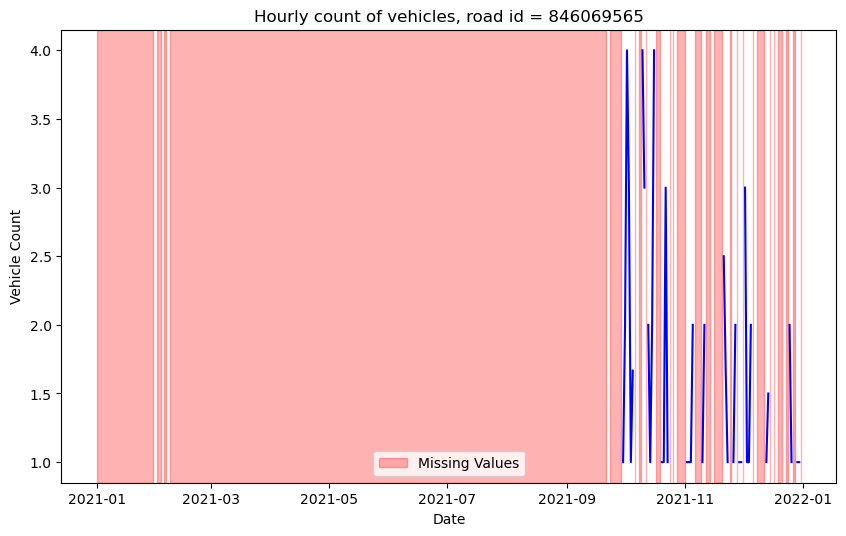 Hourly count of vehicles, road id = 846069565
Vehicle Count
4.0
3.5
3.0
2.5
2.0
1.5
1.0
Missing Values
2021-01 2021-03 2021-05 2021-07 2021-09 2021-11 2022-01
Date